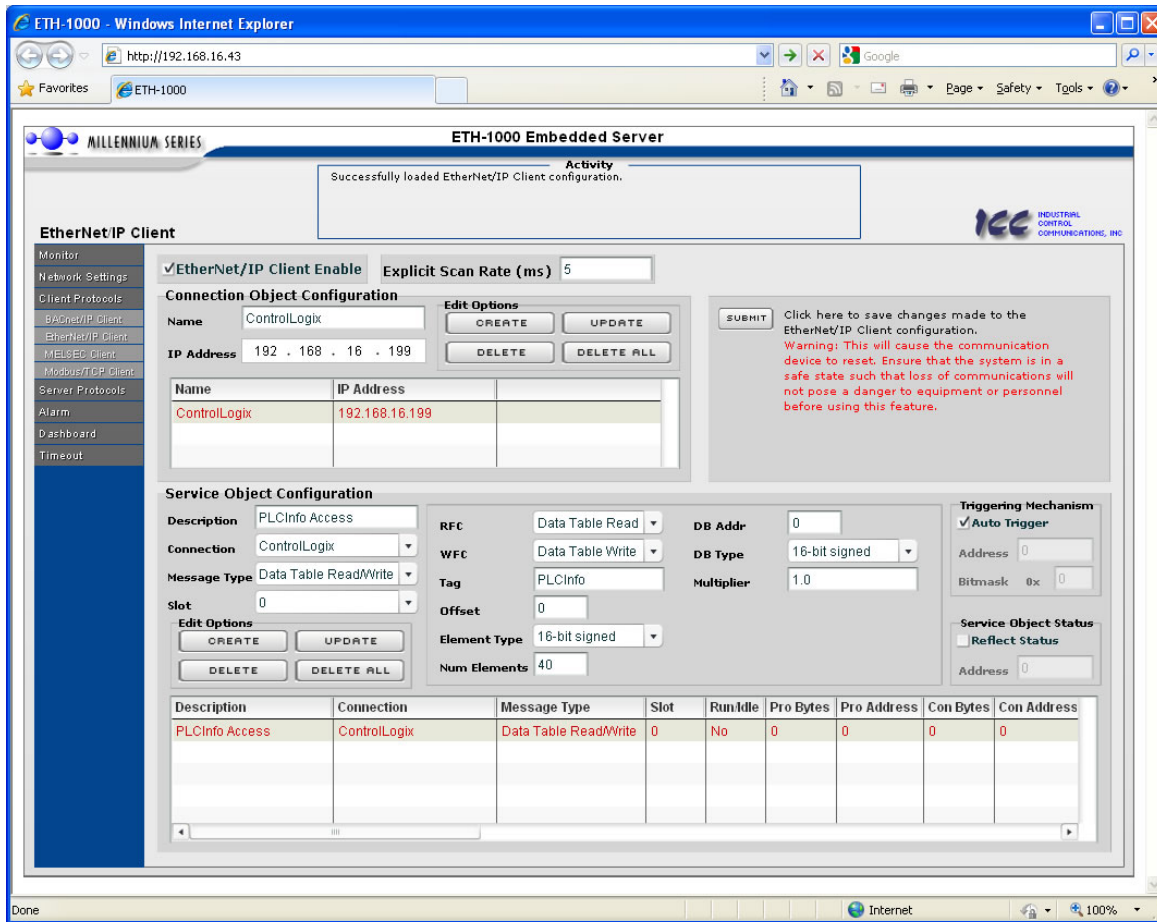 ETH-1000 - Windows Internet Explorer
http://192.168.16.43
Google
Favorites
ETH-1000
Page
Safety
Tools
MILLENNIUM SERIES
ETH-1000 Embedded Server
Activity
Successfully loaded EtherNet/IP Client configuration.
EtherNet/IP Client
ICC INDUSTRIAL CONTROL COMMUNICATIONS, INC
Monitor
Network Settings
Client Protocols
BACnet/IP Client
EtherNet/IP Client
MELSEC Client
Modbus/TCP Client
Server Protocols
Alarm
Dashboard
Timeout
EtherNet/IP Client Enable
Explicit Scan Rate (ms) 5
Connection Object Configuration
Name ControlLogix
IP Address 192 . 168 . 16 . 199
Edit Options
CREATE UPDATE
DELETE DELETE ALL
Name IP Address
ControlLogix 192.168.16.199
SUBMIT
Click here to save changes made to the
EtherNet/IP Client configuration.
Warning: This will cause the communication
device to reset. Ensure that the system is in a
safe state such that loss of communications will
not pose a danger to equipment or personnel
before using this feature.
Service Object Configuration
Description PLCInfo Access
Connection ControlLogix
Message Type Data Table Read/Write
Slot 0
Edit Options
CREATE UPDATE
DELETE DELETE ALL
RFC Data Table Read
WFC Data Table Write
Tag PLCInfo
Offset 0
Element Type 16-bit signed
Num Elements 40
DB Addr 0
DB Type 16-bit signed
Multiplier 1.0
Triggering Mechanism
Auto Trigger
Address 0
Bitmask 0x 0
Service Object Status
Reflect Status
Address 0
Description Connection Message Type Slot Run/Idle Pro Bytes Pro Address Con Bytes Con Address
PLCInfo Access ControlLogix Data Table Read/Write 0 No 0 0 0 0
Done
Internet
100%